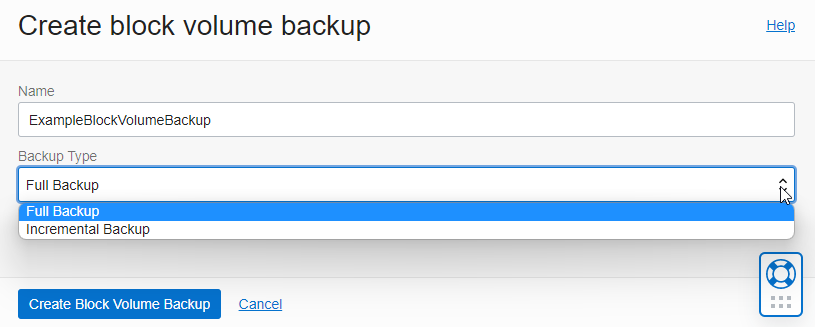 Create block volume backup
Help
Name
ExampleBlockVolumeBackup
Backup Type
Full Backup
Full Backup
Incremental Backup
Create Block Volume Backup
Cancel